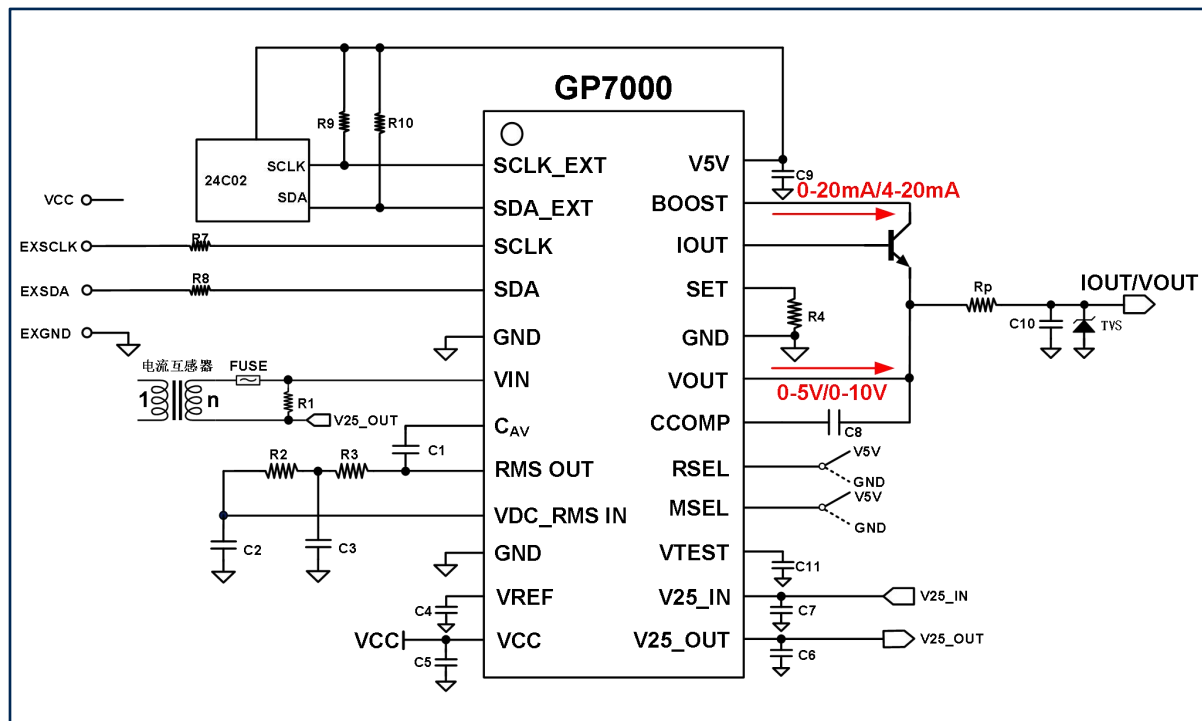 GP7000
R9
R10
24C02
SCLK
SDA
VCC
EXSCLK
R7
EXSDA
R8
EXGND
电流互感器
FUSE
1
n
R1
V25_OUT
C1
R2
R3
C2
C3
C4
VCC
C5
SCLK_EXT
SDA_EXT
SCLK
SDA
GND
VIN
CAV
RMS OUT
VDC_RMS IN
GND
VREF
VCC
V5V
BOOST
IOUT
SET
GND
VOUT
CCOMP
RSEL
MSEL
VTEST
V25_IN
V25_OUT
C9
0-20mA/4-20mA
R4
Rp
IOUT/VOUT
C10
TVS
0-5V/0-10V
C8
V5V
GND
V5V
GND
C11
C7
V25_IN
C6
V25_OUT